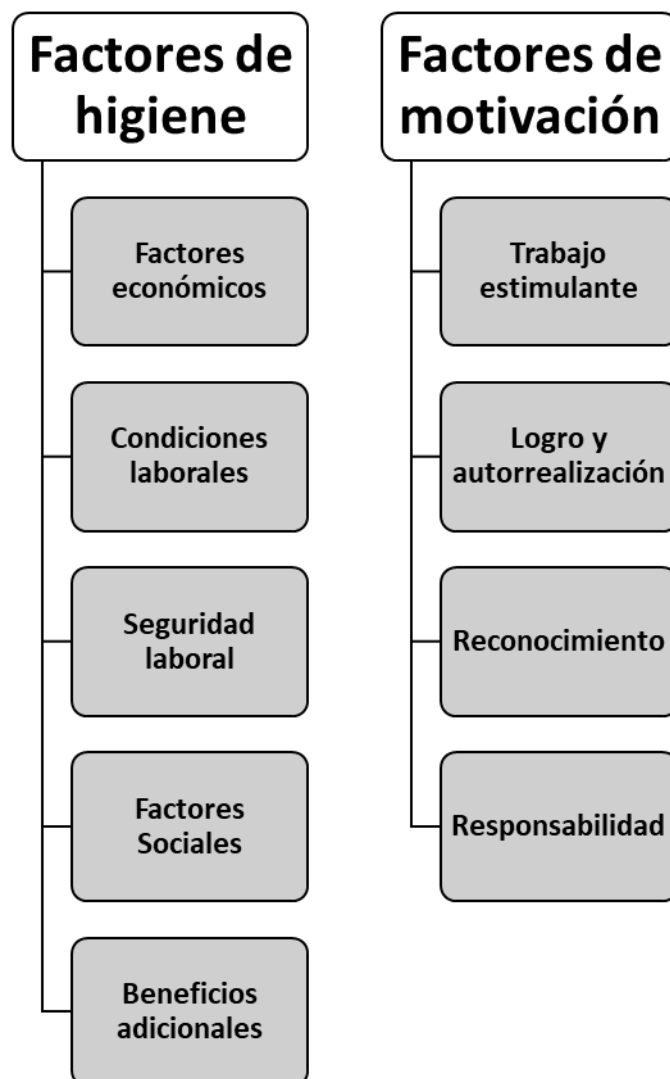 Factores de
higiene
Factores
económicos
Condiciones
laborales
Seguridad
laboral
Factores
Sociales
Beneficios
adicionales
Factores de
motivación
Trabajo
estimulante
Logro y
autorrealización
Reconocimiento
Responsabilidad